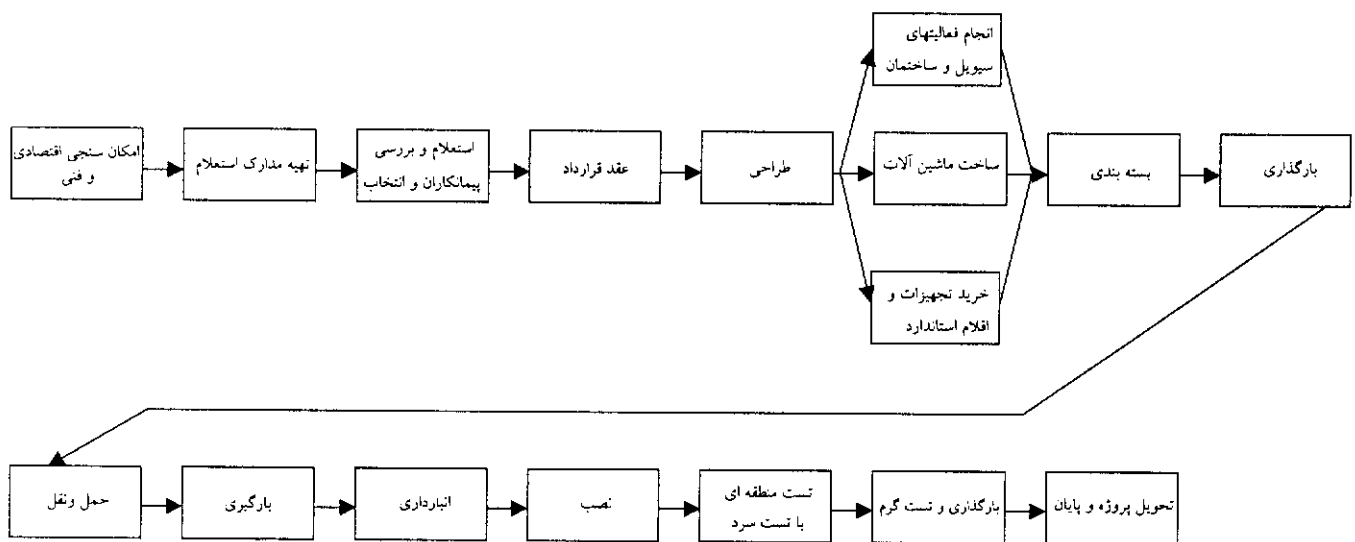 امکان سنجی اقتصادی
و فنی
تهیه مدارک استعلام
استعلام و بررسی
پیمانکاران و انتخاب
عقد قرارداد
طراحی
انجام فعالیتهای
سیویل و ساختمان
ساخت ماشین آلات
خرید تجهیزات و
اقلام استاندارد
بسته بندی
بارگذاری
حمل ونقل
بارگیری
انبارداری
نصب
تست منطقه ای
با تست سرد
بارگذاری و تست گرم
تحویل پروژه و پایان